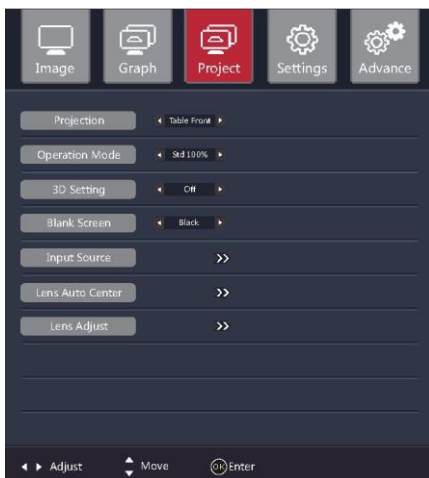 Image Graph Project Settings Advance
Projection Table Front
Operation Mode Std 100%
3D Setting Off
Blank Screen Black
Input Source >>
Lens Auto Center >>
Lens Adjust >>
Adjust Move OK Enter